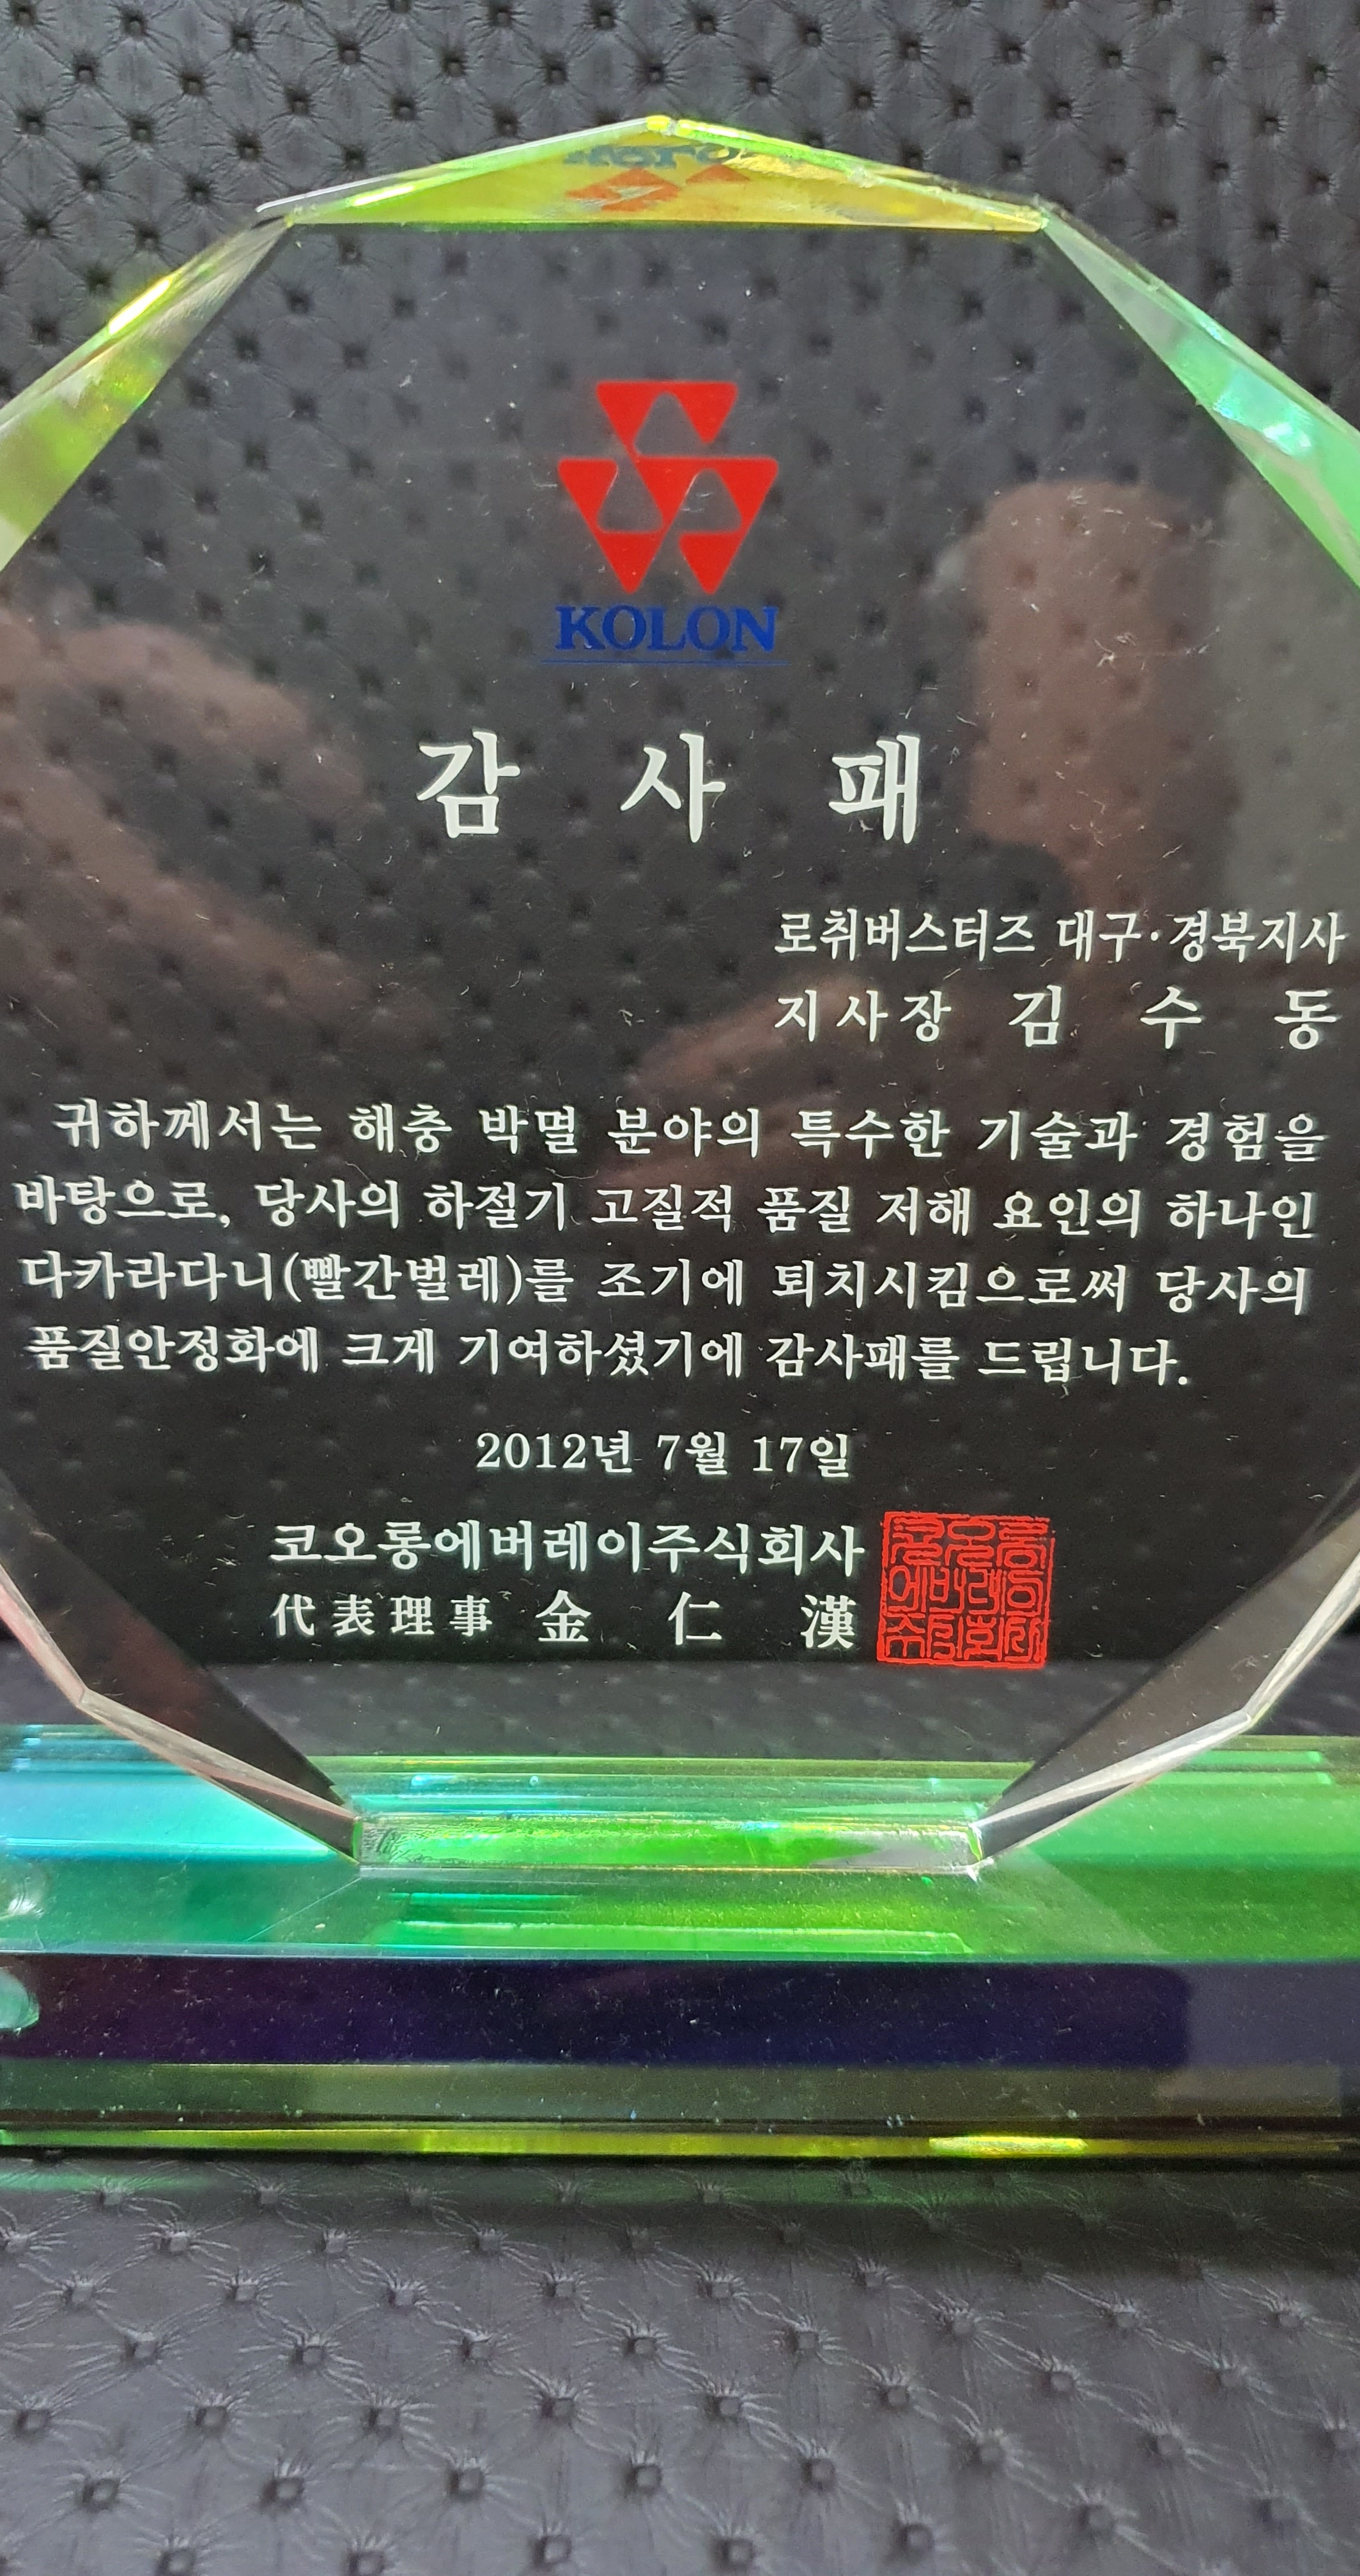 KOLON
감 사 패
로취버스터즈 대구·경북지사
지사장 김 수 동
귀하께서는 해충 박멸 분야의 특수한 기술과 경험을
바탕으로, 당사의 하절기 고질적 품질 저해 요인의 하나인
다카라다니(빨간벌레)를 조기에 퇴치시킴으로써 당사의
품질안정화에 크게 기여하셨기에 감사패를 드립니다.
2012년 7월 17일
코오롱에버레이주식회사
代表理事 金 仁 漢